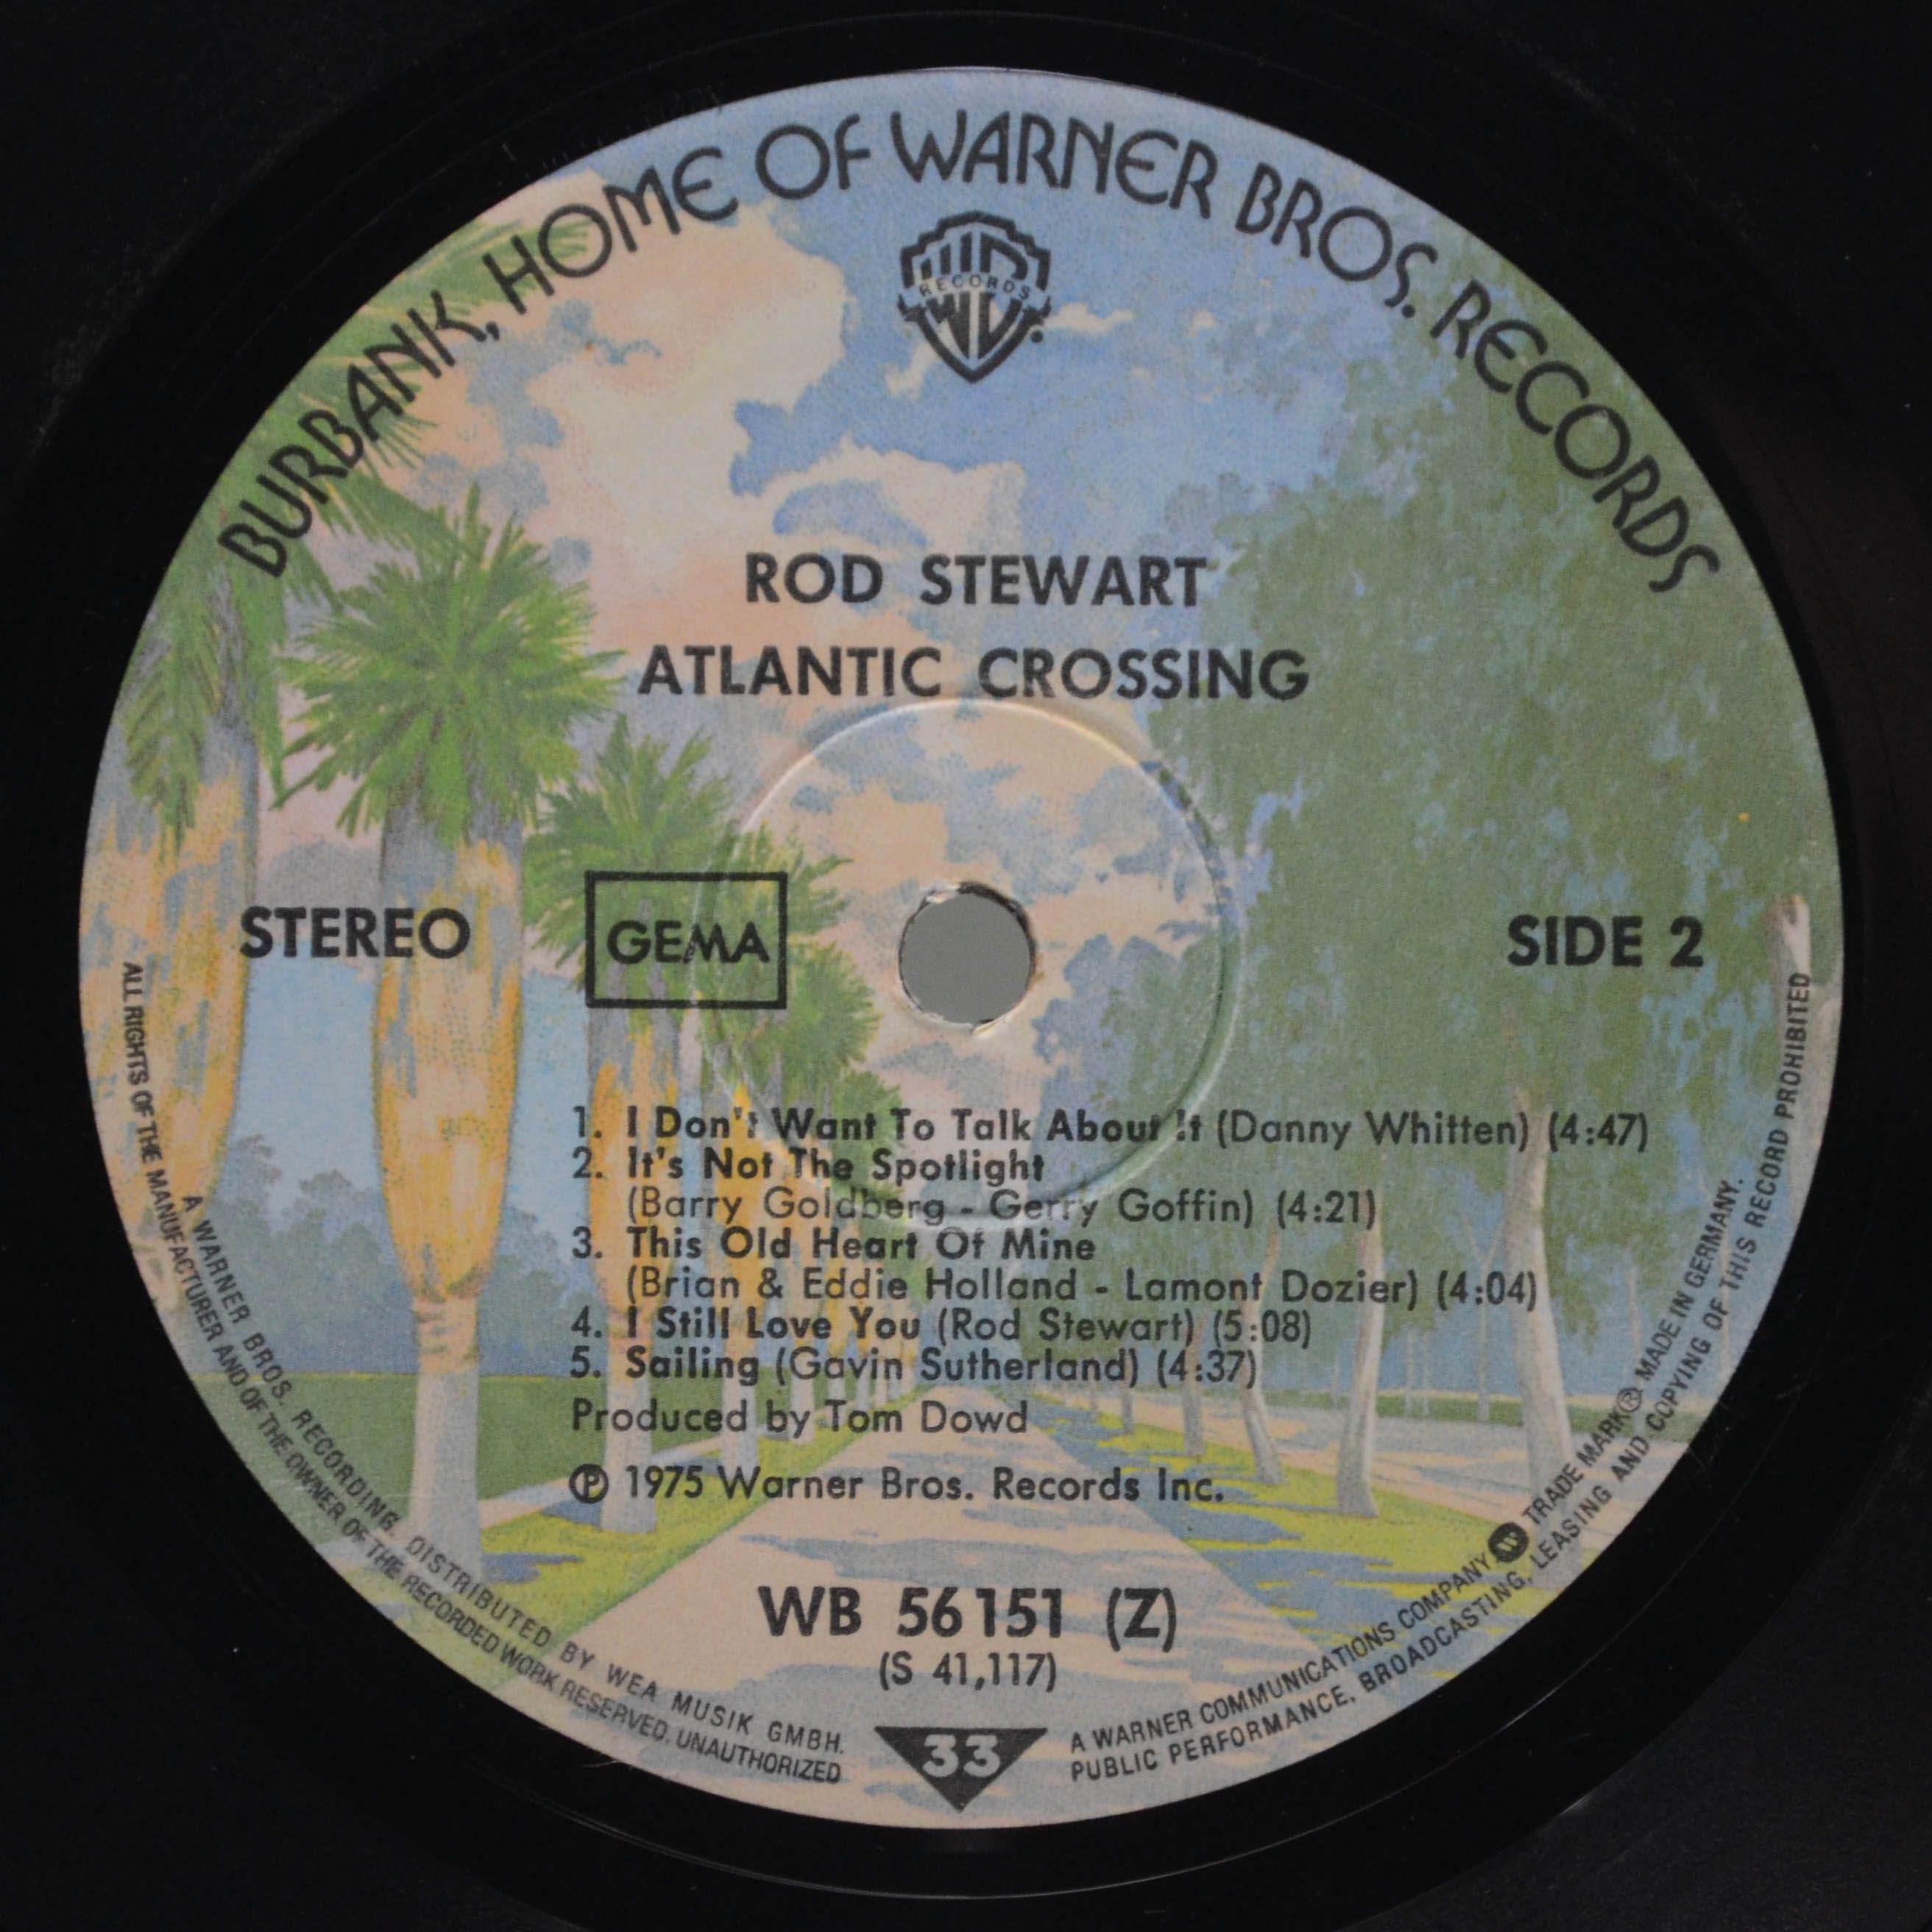 BURBANK, HOME OF WARNER BROS. RECORDS
RECORDS
ROD STEWART
ATLANTIC CROSSING
STEREO
GEMA
SIDE 2
1. I Don't Want To Talk About It (Danny Whitten) (4:47)
2. It's Not The Spotlight
(Barry Goldberg - Gerry Goffin) (4:21)
3. This Old Heart Of Mine
(Brian & Eddie Holland - Lamont Dozier) (4:04)
4. I Still Love You (Rod Stewart) (5:08)
5. Sailing (Gavin Sutherland) (4:37)
Produced by Tom Dowd
Ⓟ 1975 Warner Bros. Records Inc.
WB 56151 (Z)
(S 41,117)
33
A WARNER BROS. RECORDING. DISTRIBUTED BY WEA MUSIK GMBH. A WARNER COMMUNICATIONS COMPANY TRADE MARK® MADE IN GERMANY.
ALL RIGHTS OF THE MANUFACTURER AND OF THE OWNER OF THE RECORDED WORK RESERVED. UNAUTHORIZED PUBLIC PERFORMANCE, BROADCASTING, LEASING AND COPYING OF THIS RECORD PROHIBITED